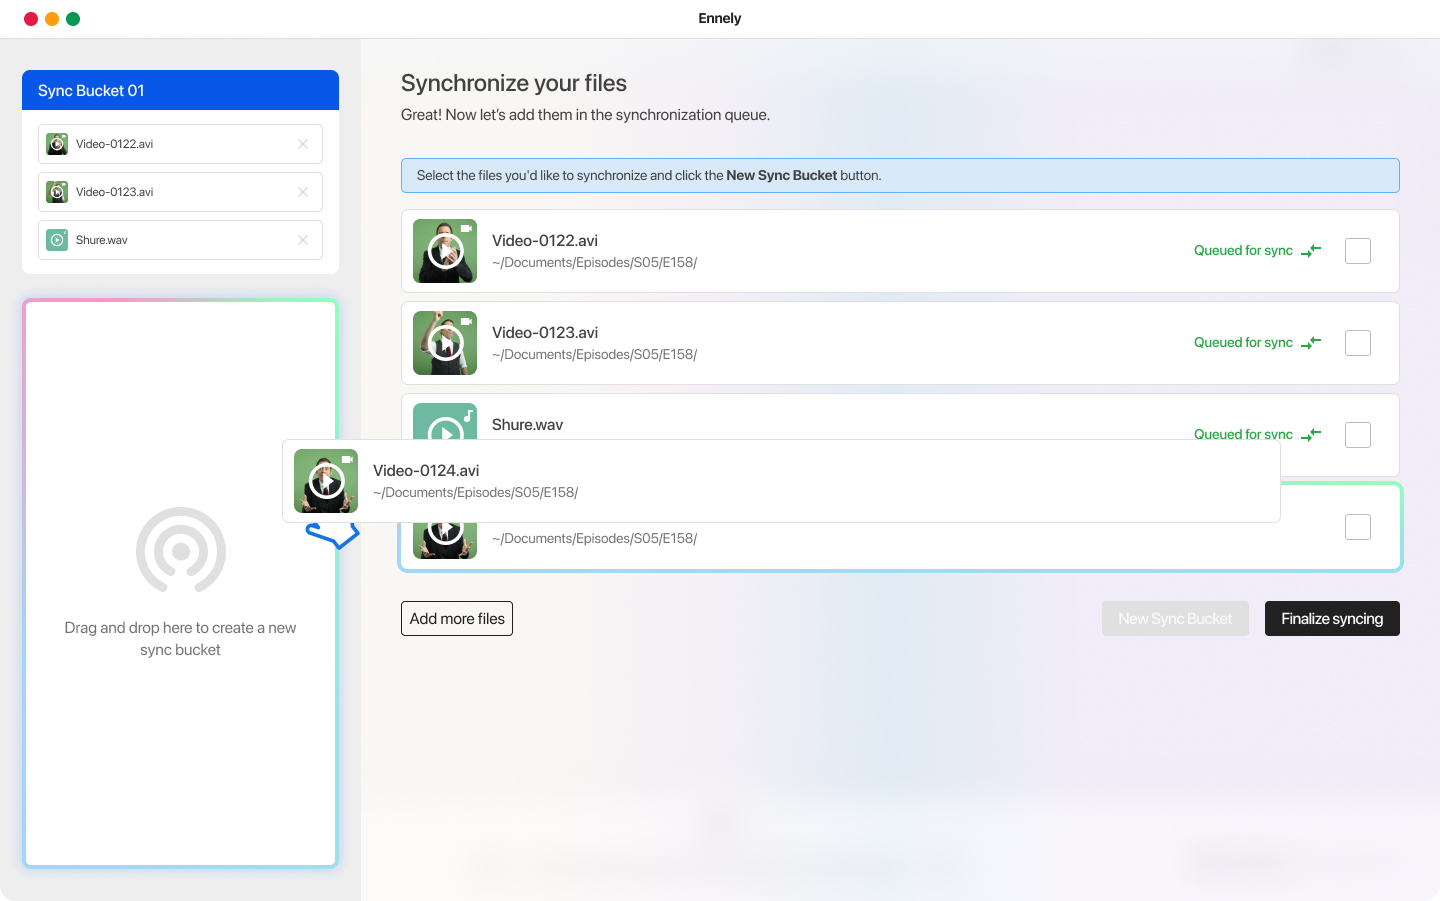 Ennely
Sync Bucket 01
Video-0122.avi
Video-0123.avi
Shure.wav
Drag and drop here to create a new
sync bucket
Synchronize your files
Great! Now let’s add them in the synchronization queue.
Select the files you'd like to synchronize and click the New Sync Bucket button.
Video-0122.avi
~/Documents/Episodes/S05/E158/
Queued for sync
Video-0123.avi
~/Documents/Episodes/S05/E158/
Queued for sync
Shure.wav
Queued for sync
Video-0124.avi
~/Documents/Episodes/S05/E158/
~/Documents/Episodes/S05/E158/
Add more files
New Sync Bucket
Finalize syncing